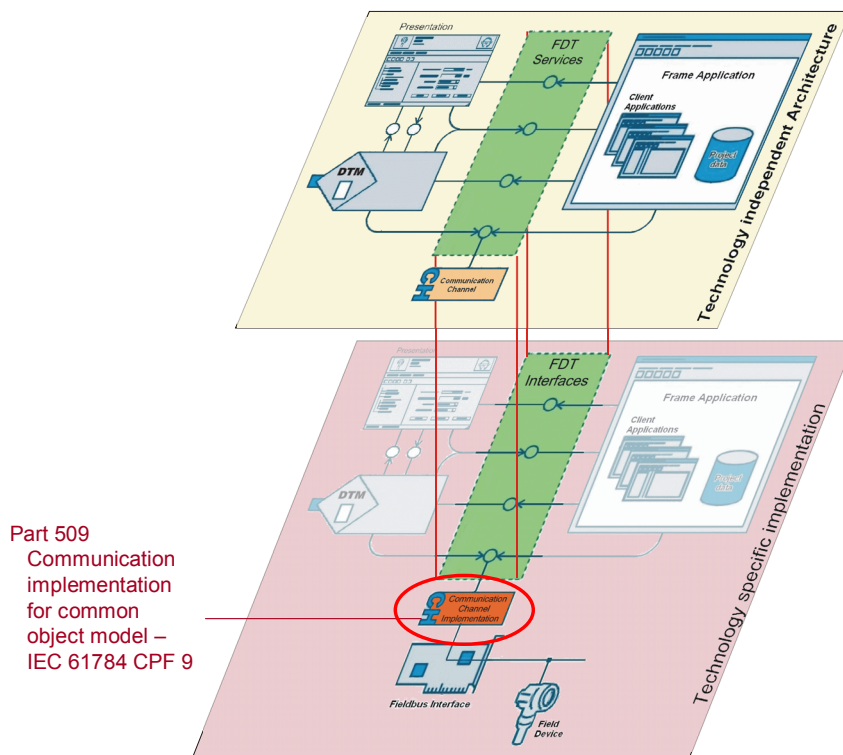 Presentation
FDT
Services
Frame Application
Client
Applications
Project
data
DTM
Communication
Channel
Technology independent Architecture
Presentation
FDT
Interfaces
Frame Application
Client
Applications
Project
data
DTM
Communication
Channel
Implementation
Fieldbus Interface
Field
Device
Technology specific implementation
Part 509
Communication
implementation
for common
object model –
IEC 61784 CPF 9